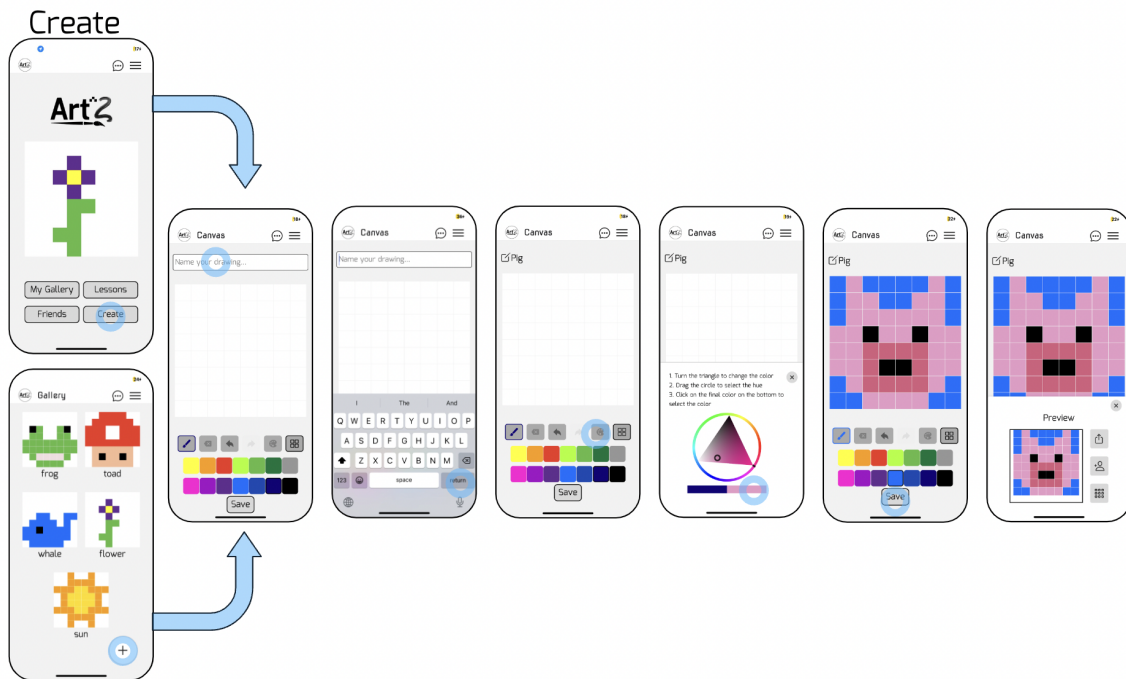 Create
Art2
My Gallery
Lessons
Friends
Create
Gallery
frog
toad
whale
flower
sun
Canvas
Name your drawing...
Save
Canvas
Name your drawing...
I
The
And
Q W E R T Y U I O P
A S D F G H J K L
Z X C V B N M
123
space
return
Canvas
Pig
Save
Canvas
Pig
1. Turn the triangle to change the color
2. Drag the circle to select the hue
3. Click on the final color on the bottom to
select the color
Canvas
Pig
Save
Canvas
Pig
Preview